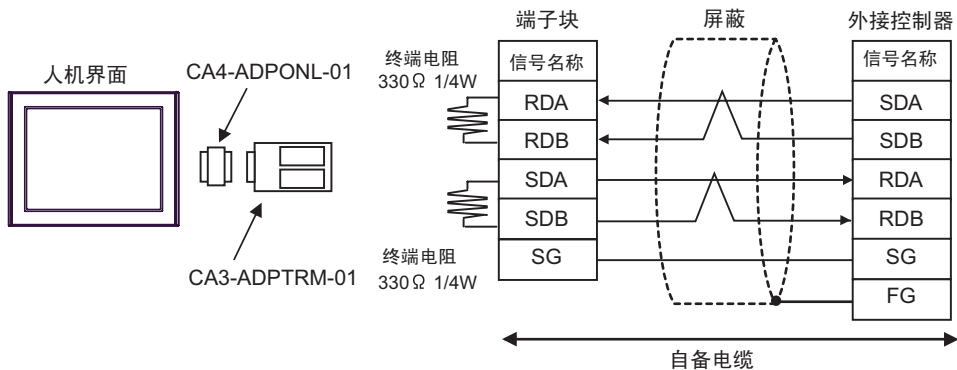 人机界面
CA4-ADPONL-01
CA3-ADPTRM-01
终端电阻
330Ω 1/4W
终端电阻
330Ω 1/4W
端子块
信号名称
RDA
RDB
SDA
SDB
SG
屏蔽
外接控制器
信号名称
SDA
SDB
RDA
RDB
SG
FG
自备电缆